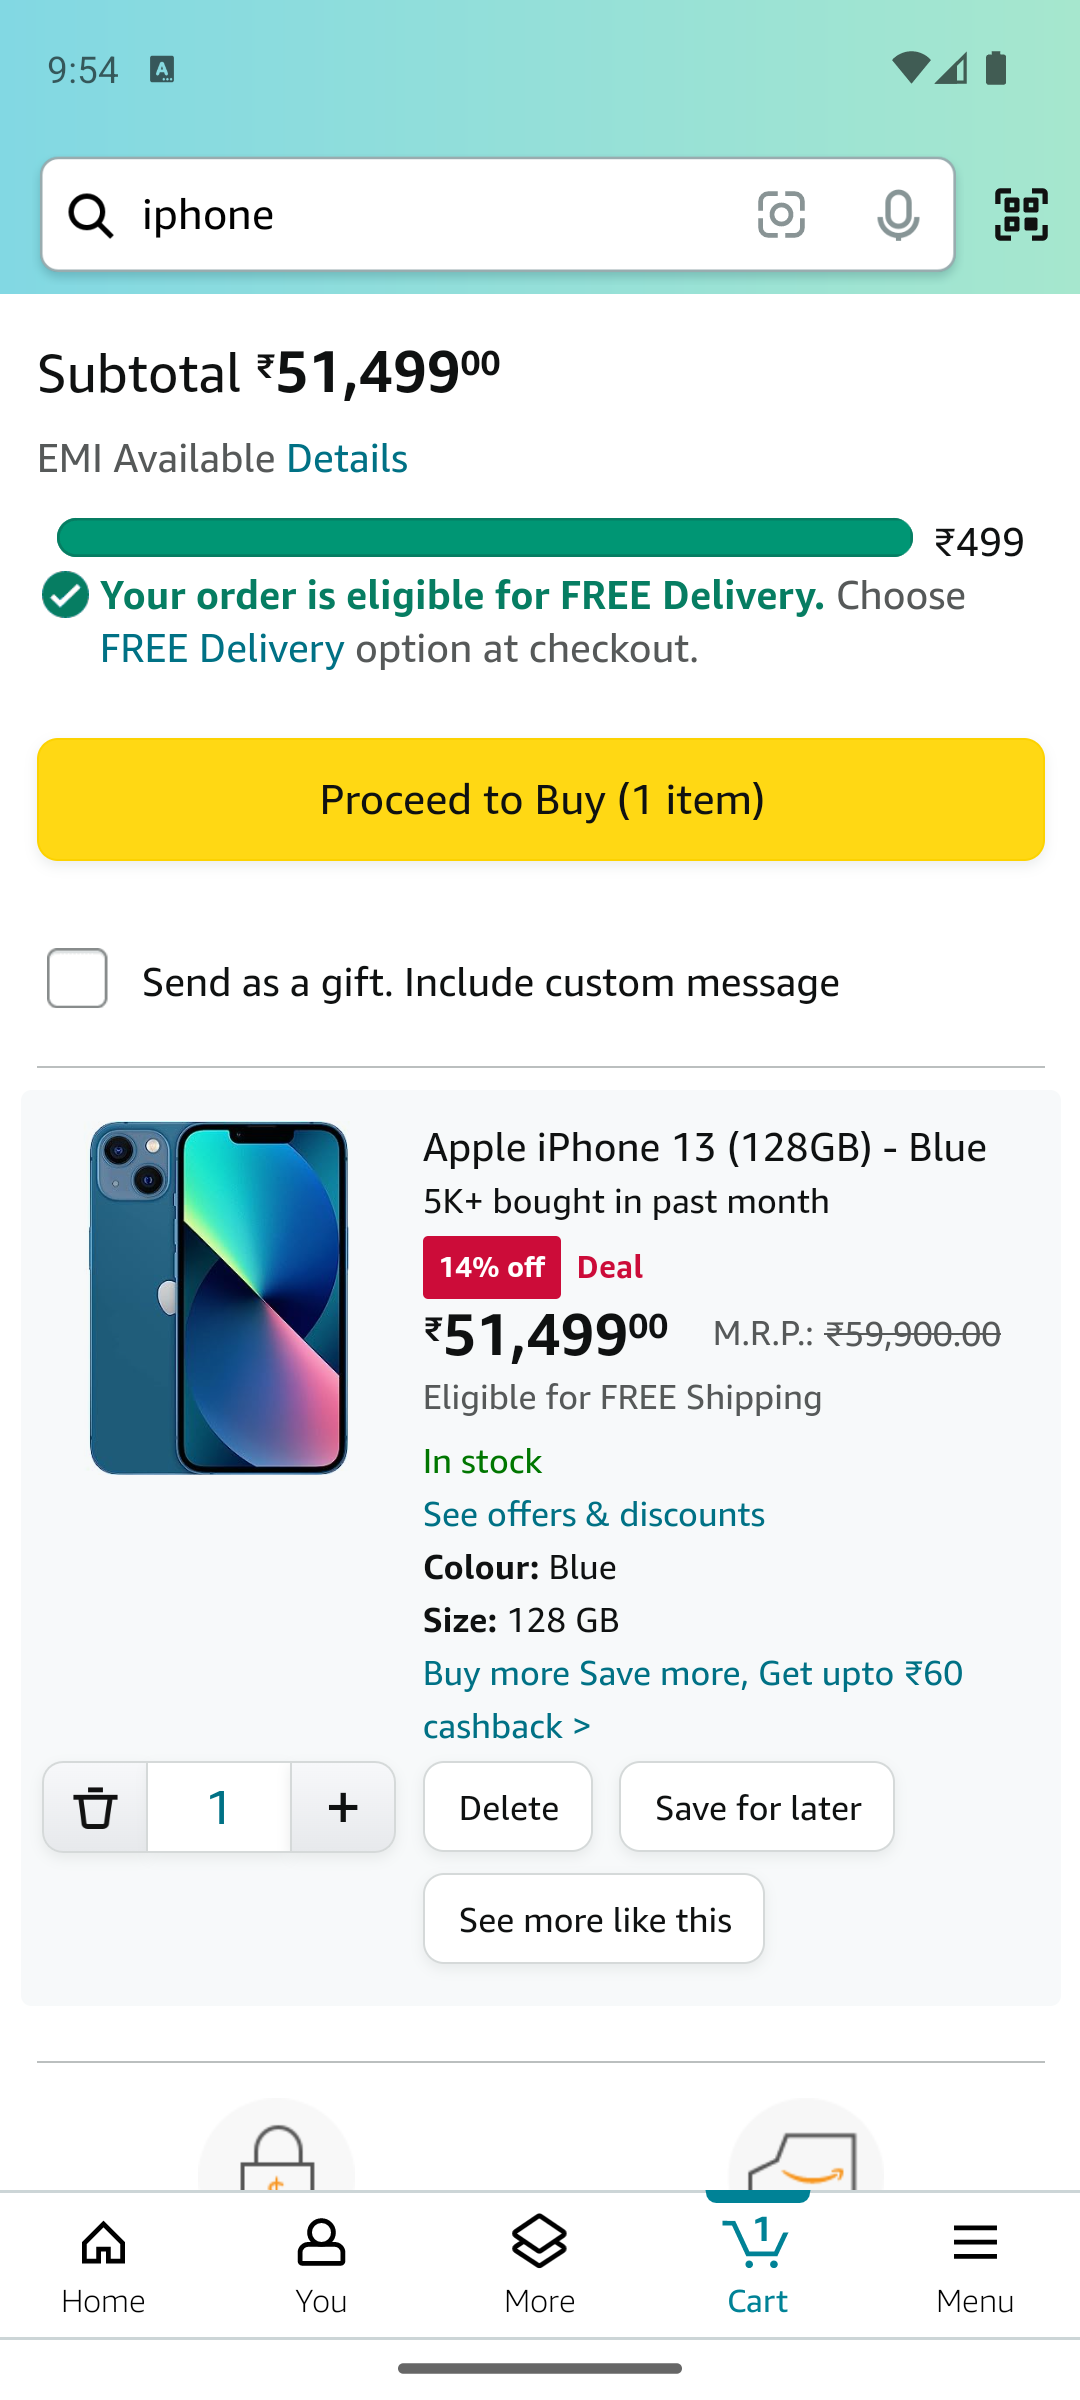 9:54
iphone
Subtotal ₹51,499.00
EMI Available Details
₹499
Your order is eligible for FREE Delivery. Choose
FREE Delivery option at checkout.
Proceed to Buy (1 item)
Send as a gift. Include custom message
Apple iPhone 13 (128GB) - Blue
5K+ bought in past month
14% off Deal
₹51,49900 M.R.P.: ₹59,900.00
Eligible for FREE Shipping
In stock
See offers & discounts
Colour: Blue
Size: 128 GB
Buy more Save more, Get upto ₹60
cashback >
1 + Delete Save for later
See more like this
1
Home You More Cart Menu